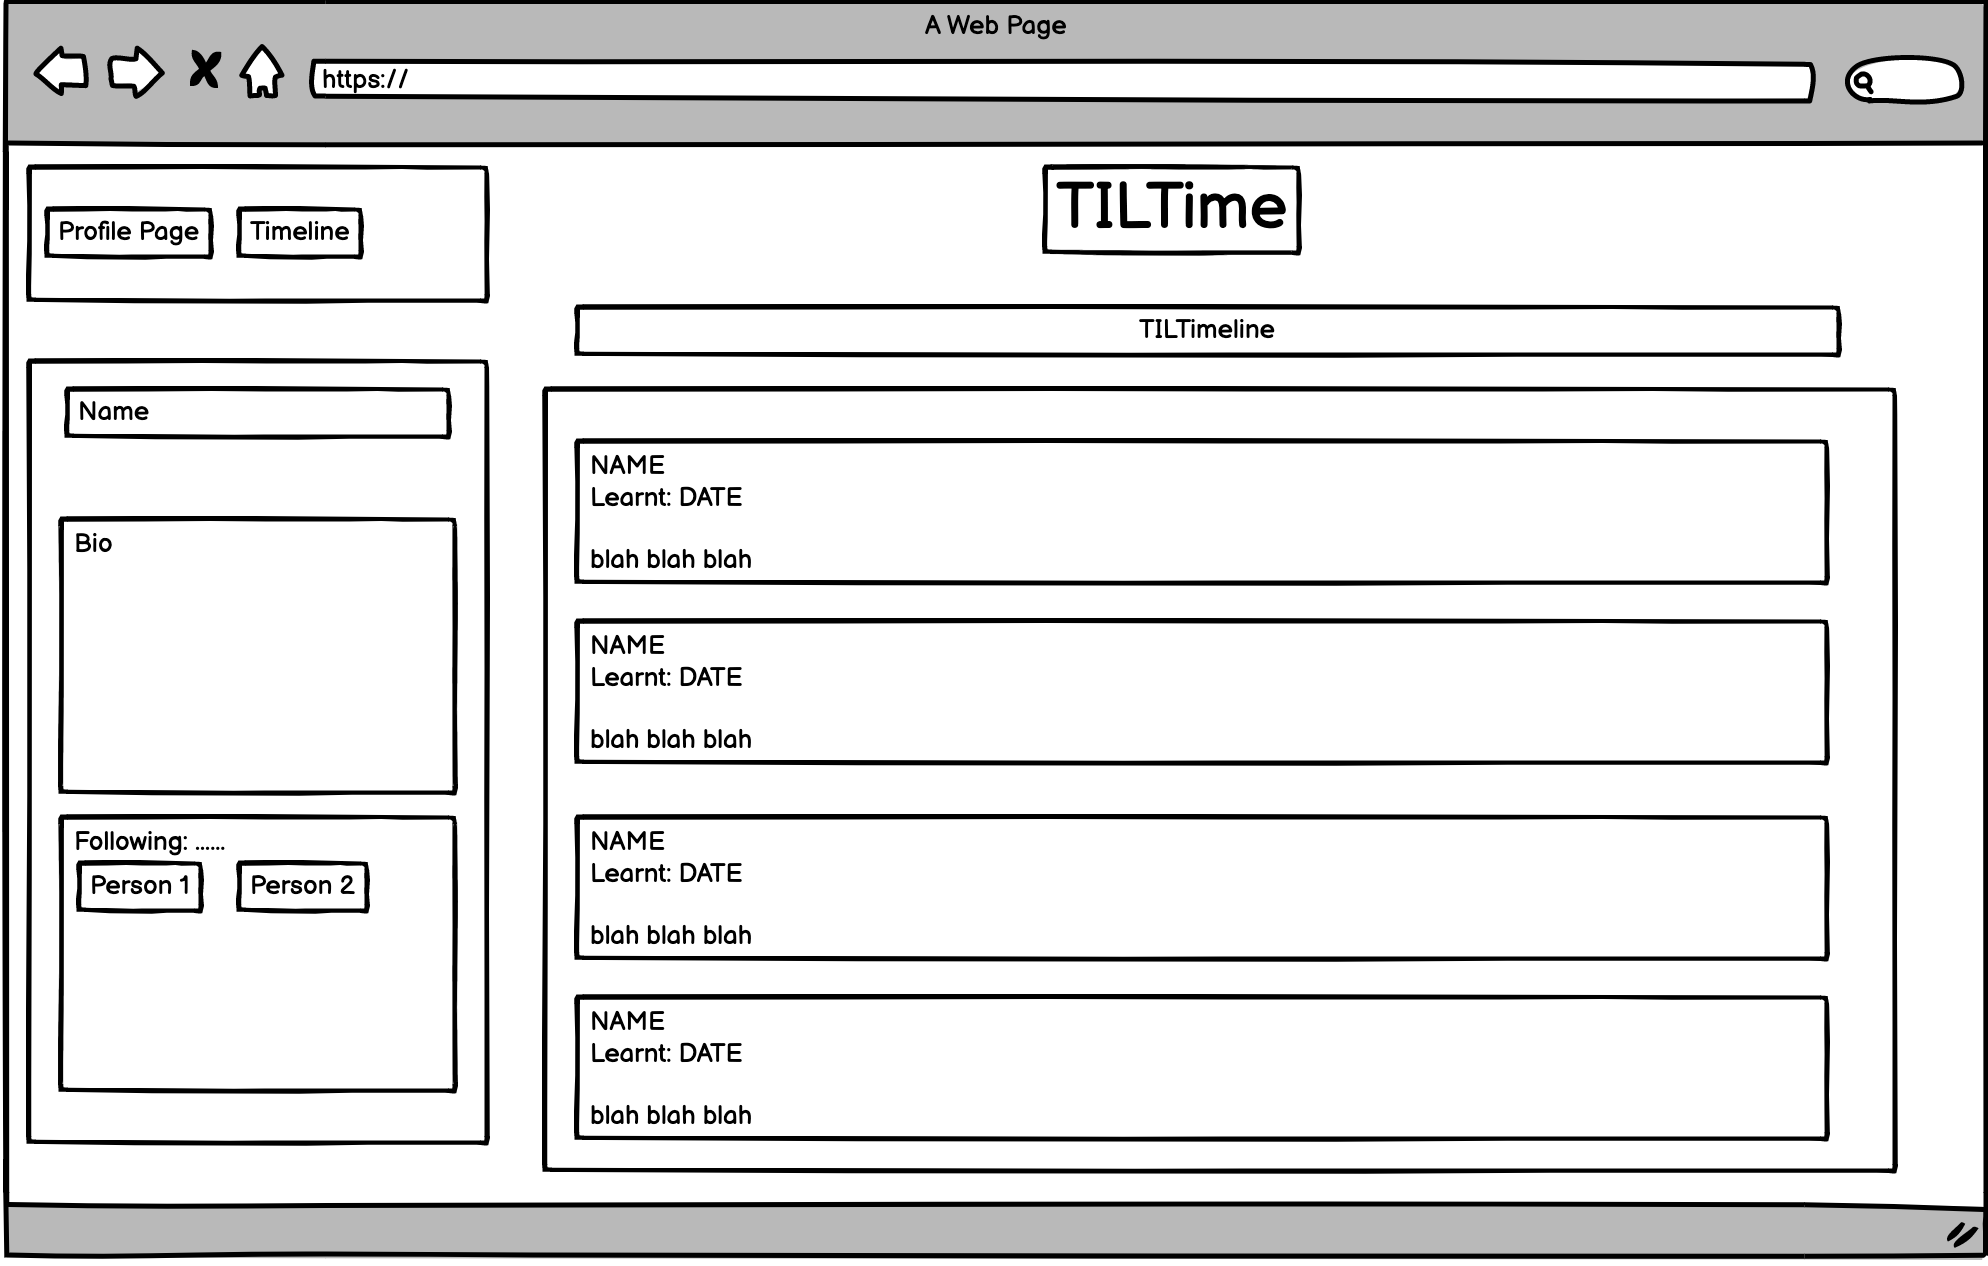 A Web Page
https://
Profile Page
Timeline
TILTime
TILTimeline
Name
Bio
Following: ......
Person 1
Person 2
NAME
Learnt: DATE
blah blah blah
NAME
Learnt: DATE
blah blah blah
NAME
Learnt: DATE
blah blah blah
NAME
Learnt: DATE
blah blah blah